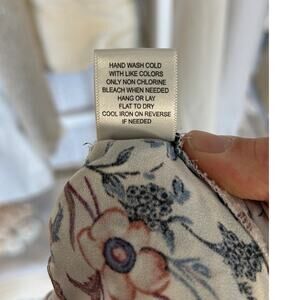 HAND WASH COLD
WITH LIKE COLORS
ONLY NON CHLORINE
BLEACH WHEN NEEDED
HANG OR LAY
FLAT TO DRY
COOL IRON ON REVERSE
IF NEEDED